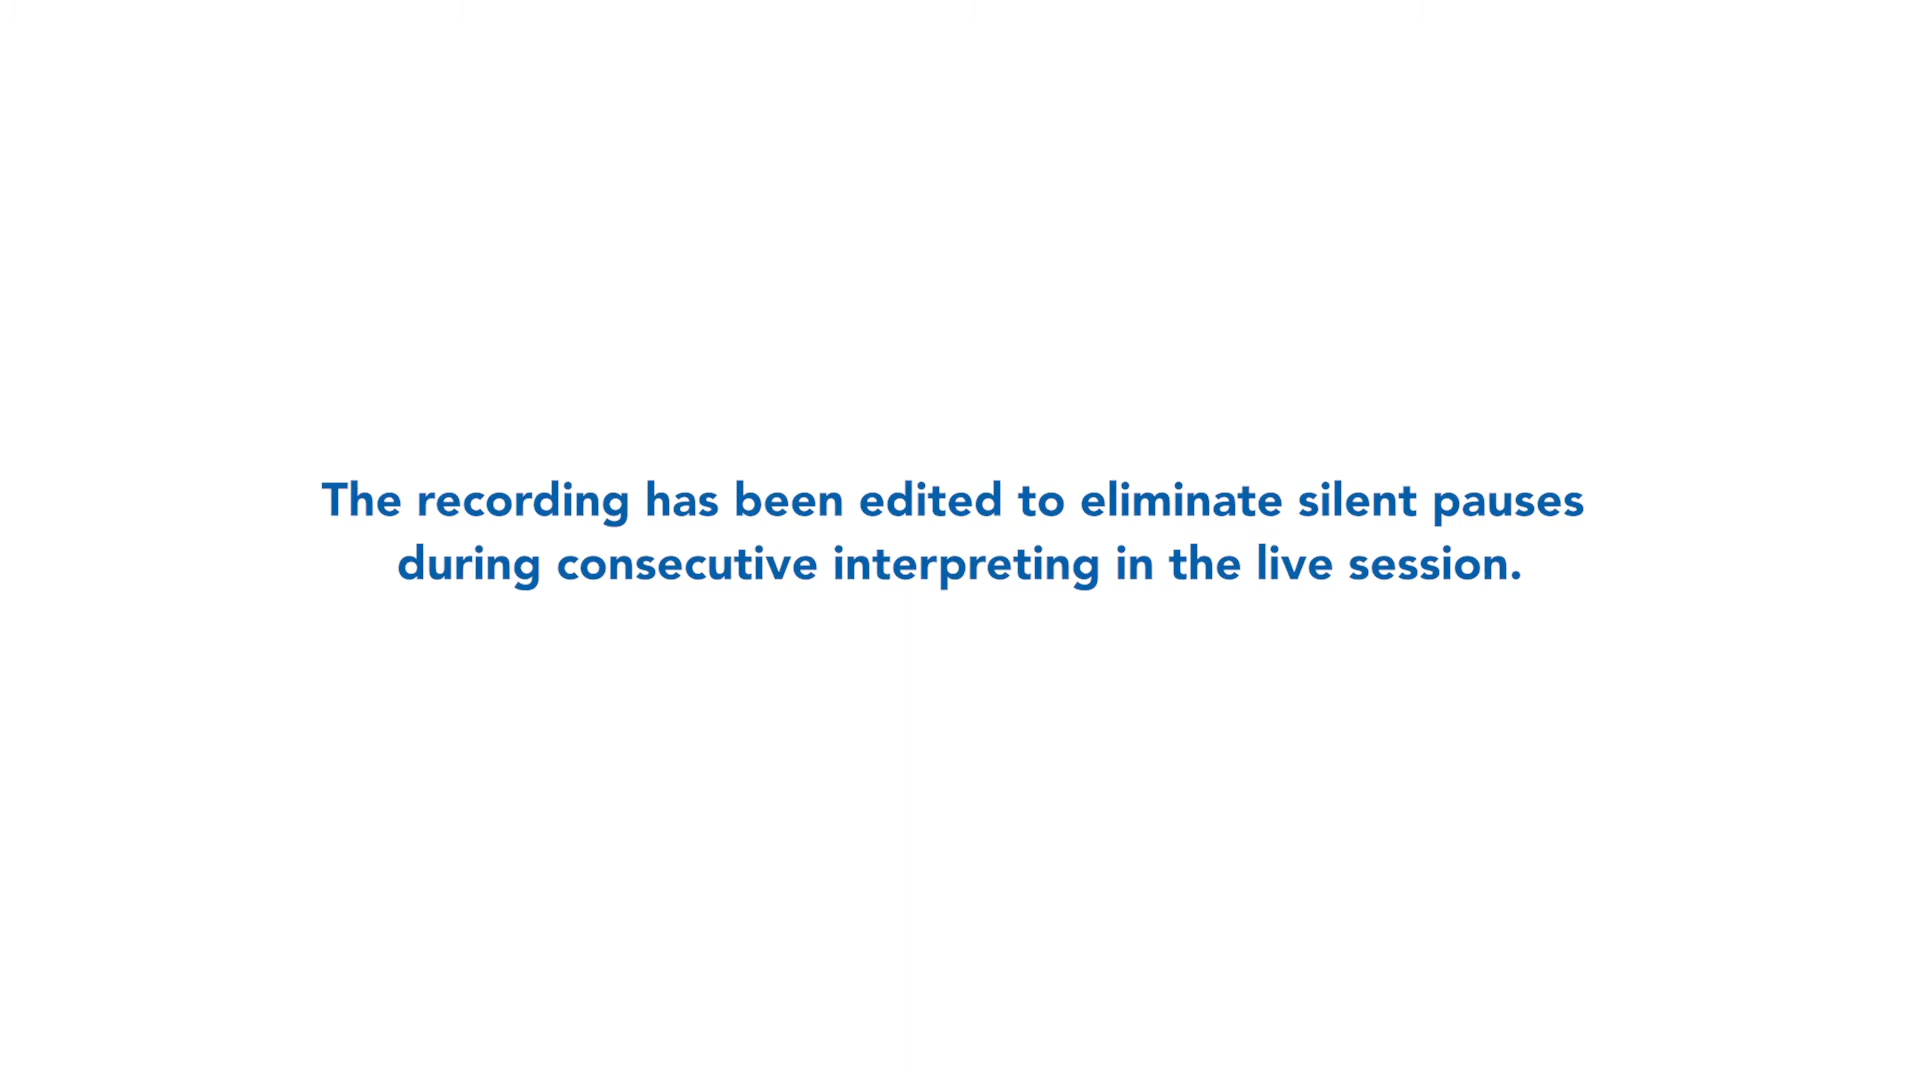 The recording has been edited to eliminate silent pauses
during consecutive interpreting in the live session.